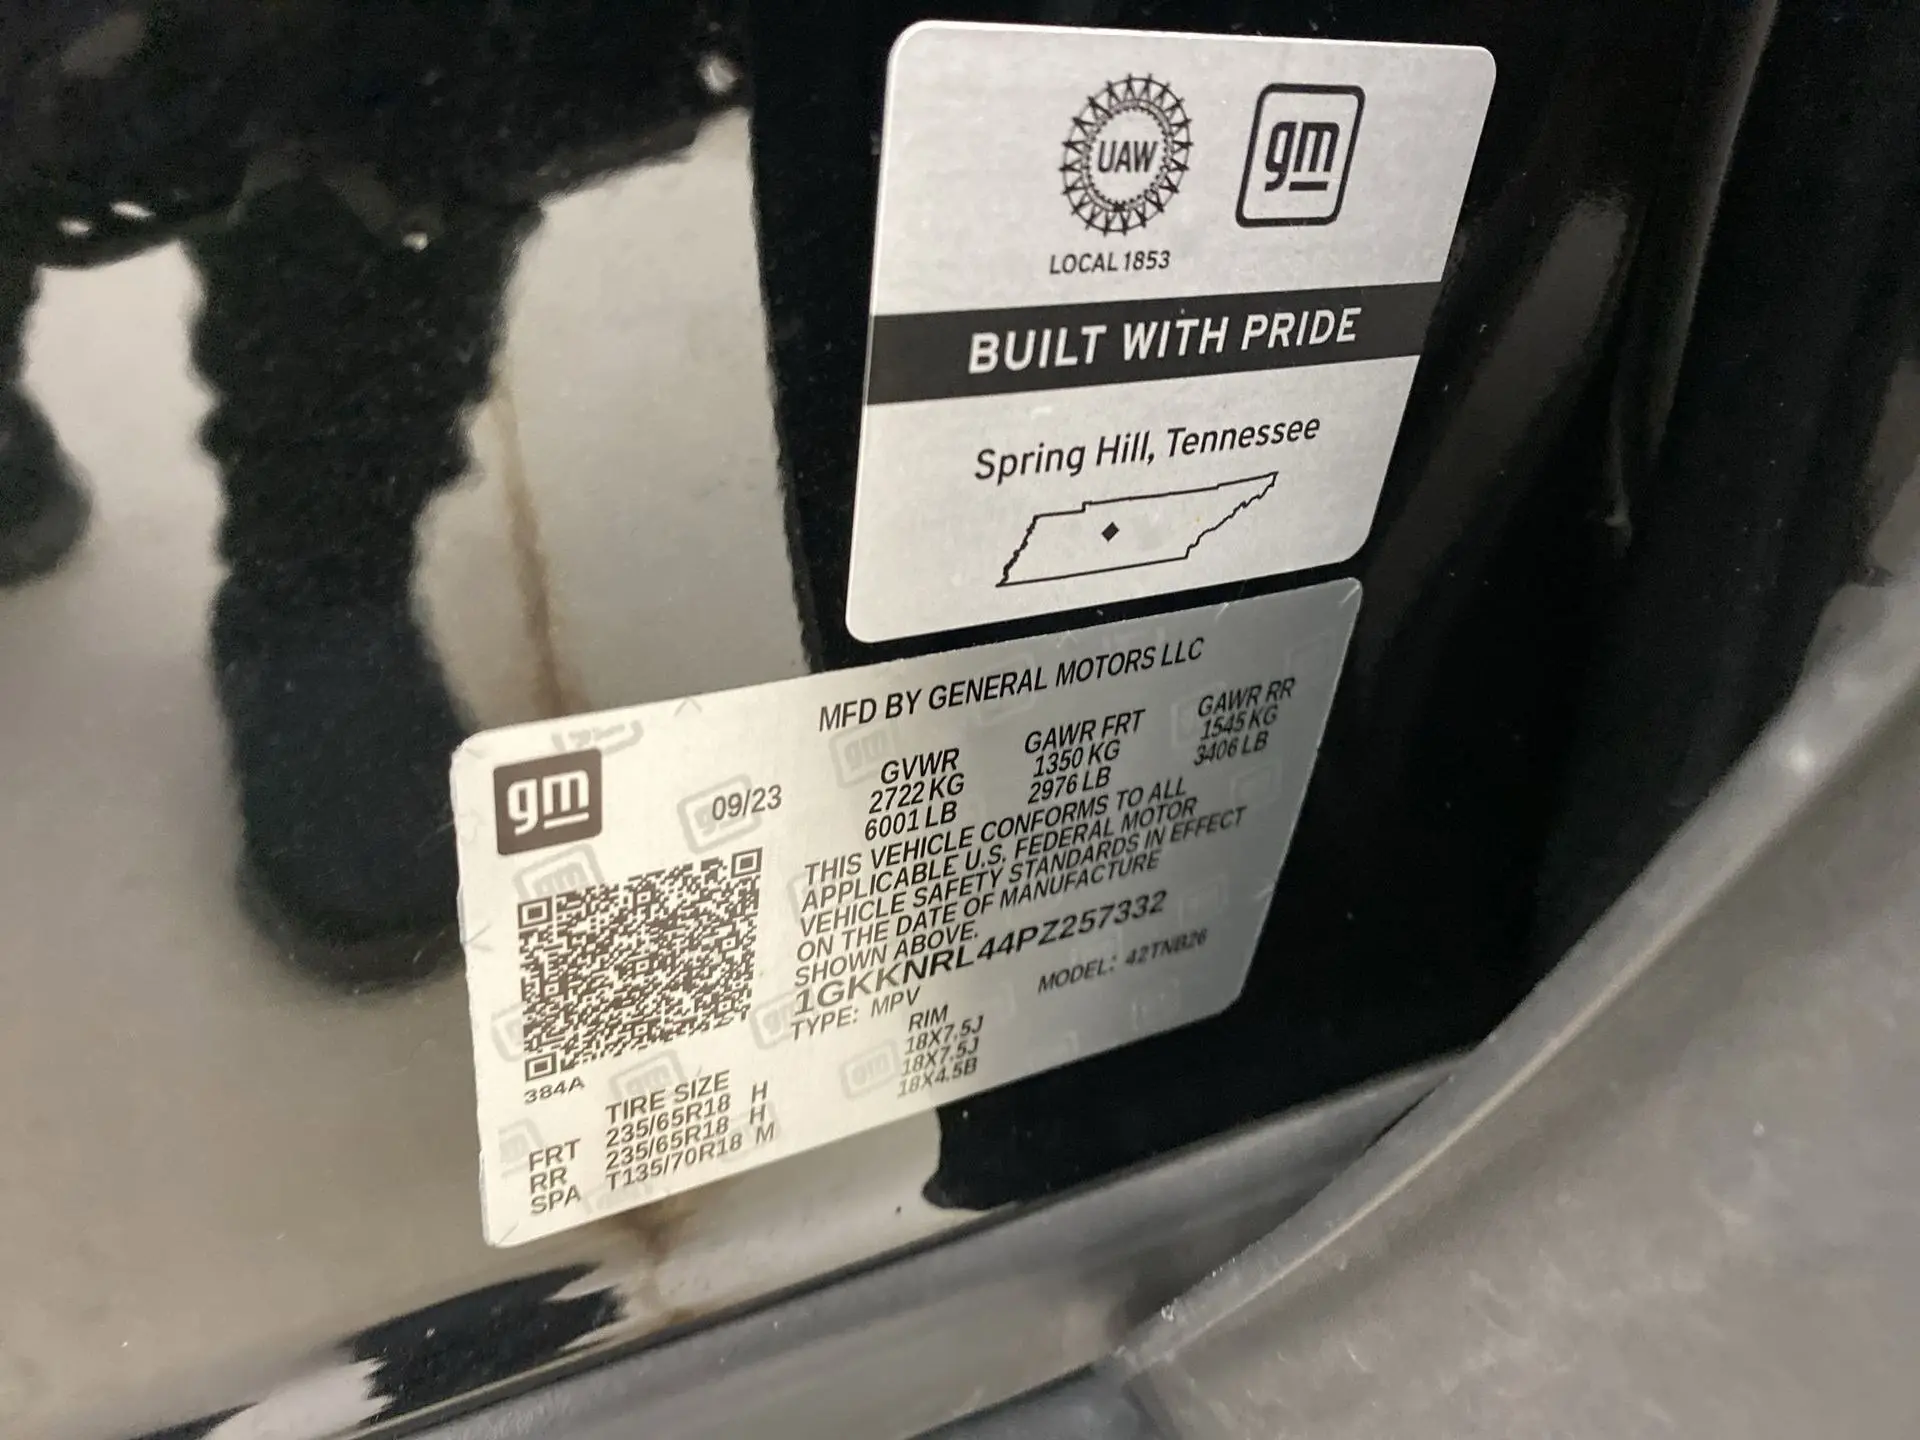 UAW
gm
LOCAL 1853
BUILT WITH PRIDE
Spring Hill, Tennessee
MFD BY GENERAL MOTORS LLC
gm
09/23
GVWR GAWR FRT GAWR RR
2722 KG 1350 KG 1545 KG
6001 LB 2976 LB 3406 LB
THIS VEHICLE CONFORMS TO ALL
APPLICABLE U.S. FEDERAL MOTOR
VEHICLE SAFETY STANDARDS IN EFFECT
ON THE DATE OF MANUFACTURE
SHOWN ABOVE.
1GKKNRL44PZ257332
TYPE: MPV MODEL: 42TNB26
384A
TIRE SIZE RIM
FRT 235/65R18 H 18X7.5J
RR 235/65R18 H 18X7.5J
SPA T135/70R18 M 18X4.5B